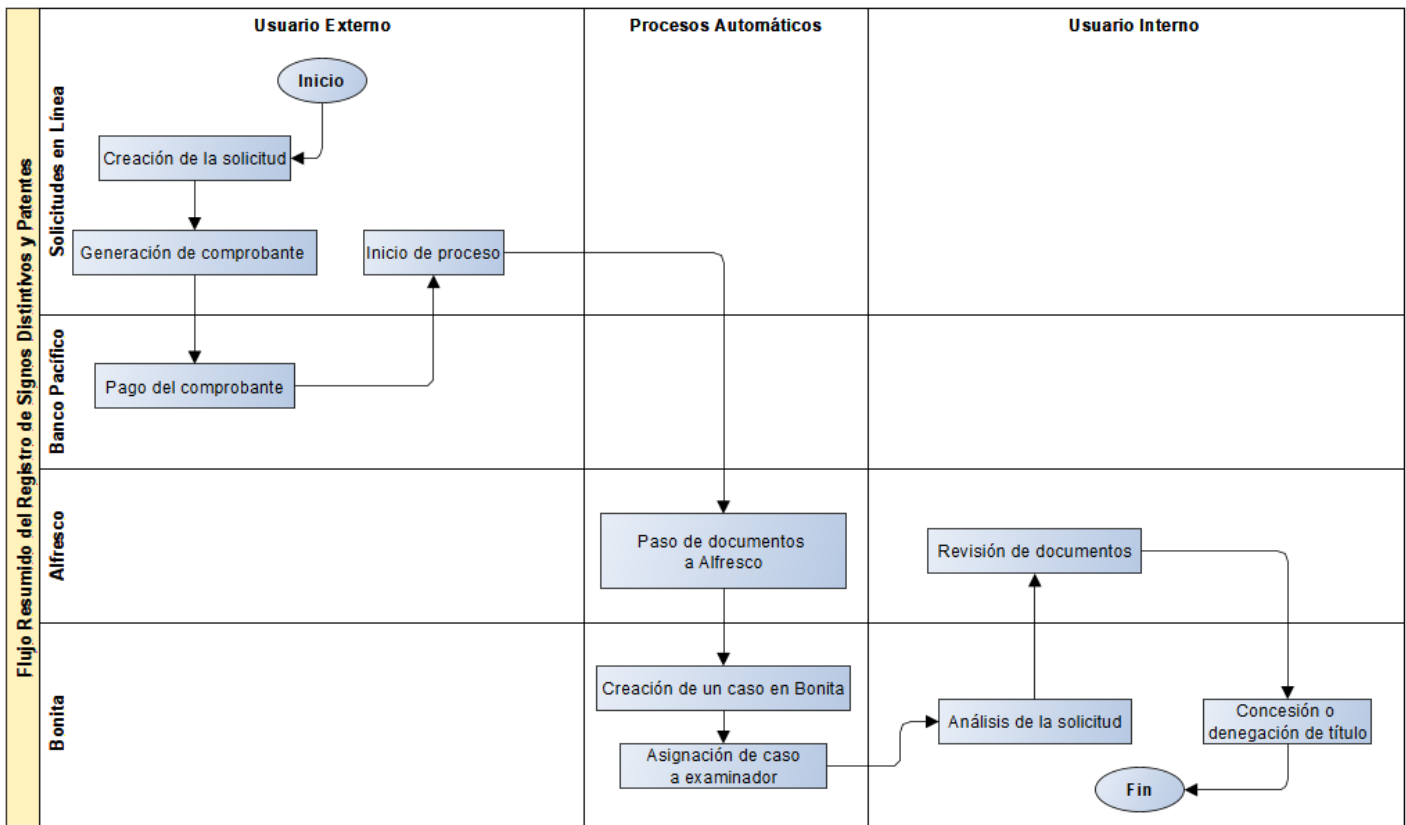 Flujo Resumido del Registro de Signos Distintivos y Patentes
Usuario Externo
Procesos Automáticos
Usuario Interno
Solicitudes en Línea
Inicio
Creación de la solicitud
Generación de comprobante
Inicio de proceso
Banco Pacífico
Pago del comprobante
Alfresco
Paso de documentos
a Alfresco
Revisión de documentos
Bonita
Creación de un caso en Bonita
Asignación de caso
a examinador
Análisis de la solicitud
Concesión o
denegación de título
Fin